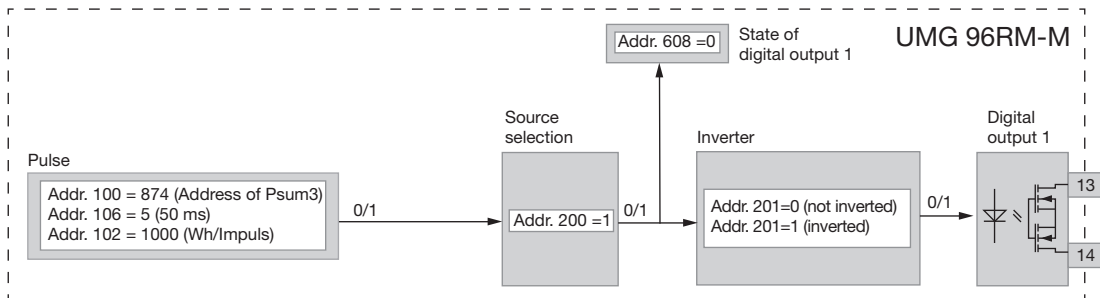 UMG 96RM-M
Addr. 608 =0
State of
digital output 1
Pulse
Addr. 100 = 874 (Address of Psum3)
Addr. 106 = 5 (50 ms)
Addr. 102 = 1000 (Wh/Impuls)
0/1
Source
selection
Addr. 200 =1
0/1
Inverter
Addr. 201=0 (not inverted)
Addr. 201=1 (inverted)
0/1
Digital
output 1
13
14